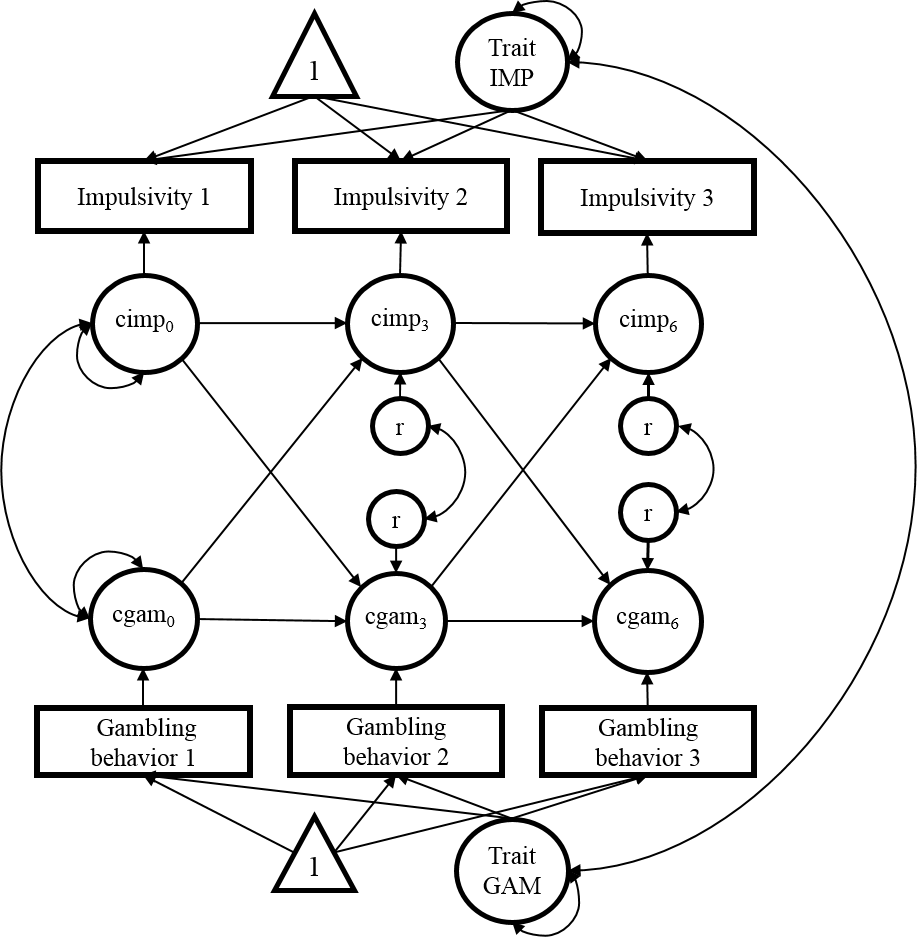 1
Trait
IMP
Impulsivity 1
Impulsivity 2
Impulsivity 3
cimp₀
cimp₃
cimp₆
r
r
r
r
cgam₀
cgam₃
cgam₆
Gambling
behavior 1
Gambling
behavior 2
Gambling
behavior 3
1
Trait
GAM